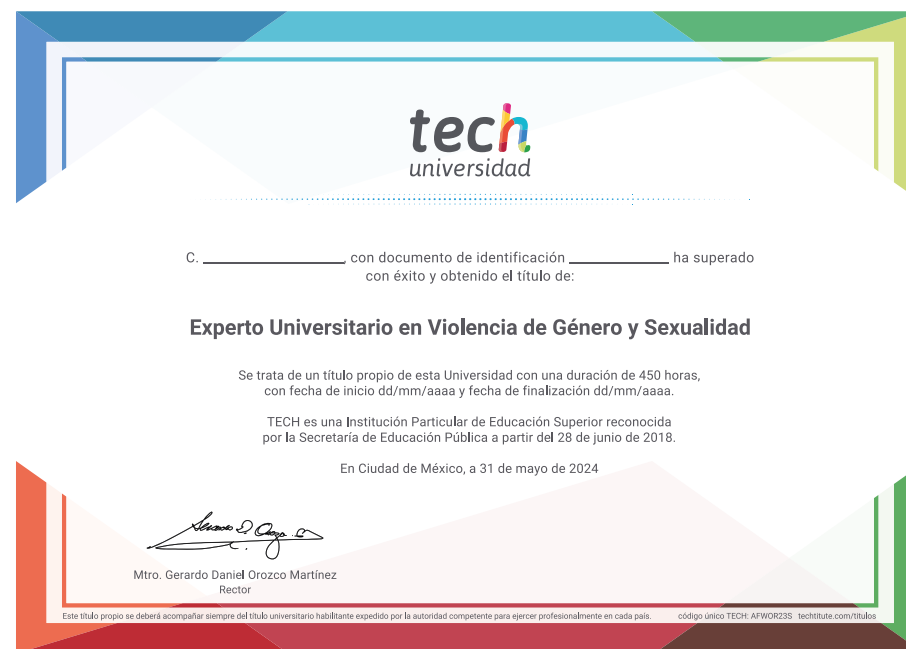 tech
universidad
C. ____________________, con documento de identificación ______________ ha superado
con éxito y obtenido el título de:
Experto Universitario en Violencia de Género y Sexualidad
Se trata de un título propio de esta Universidad con una duración de 450 horas,
con fecha de inicio dd/mm/aaaa y fecha de finalización dd/mm/aaaa.
TECH es una Institución Particular de Educación Superior reconocida
por la Secretaría de Educación Pública a partir del 28 de junio de 2018.
En Ciudad de México, a 31 de mayo de 2024
Mtro. Gerardo Daniel Orozco Martínez
Rector
Este título propio se deberá acompañar siempre del título universitario habilitante expedido por la autoridad competente para ejercer profesionalmente en cada país. código único TECH: AFWOR23S techtitute.com/titulos